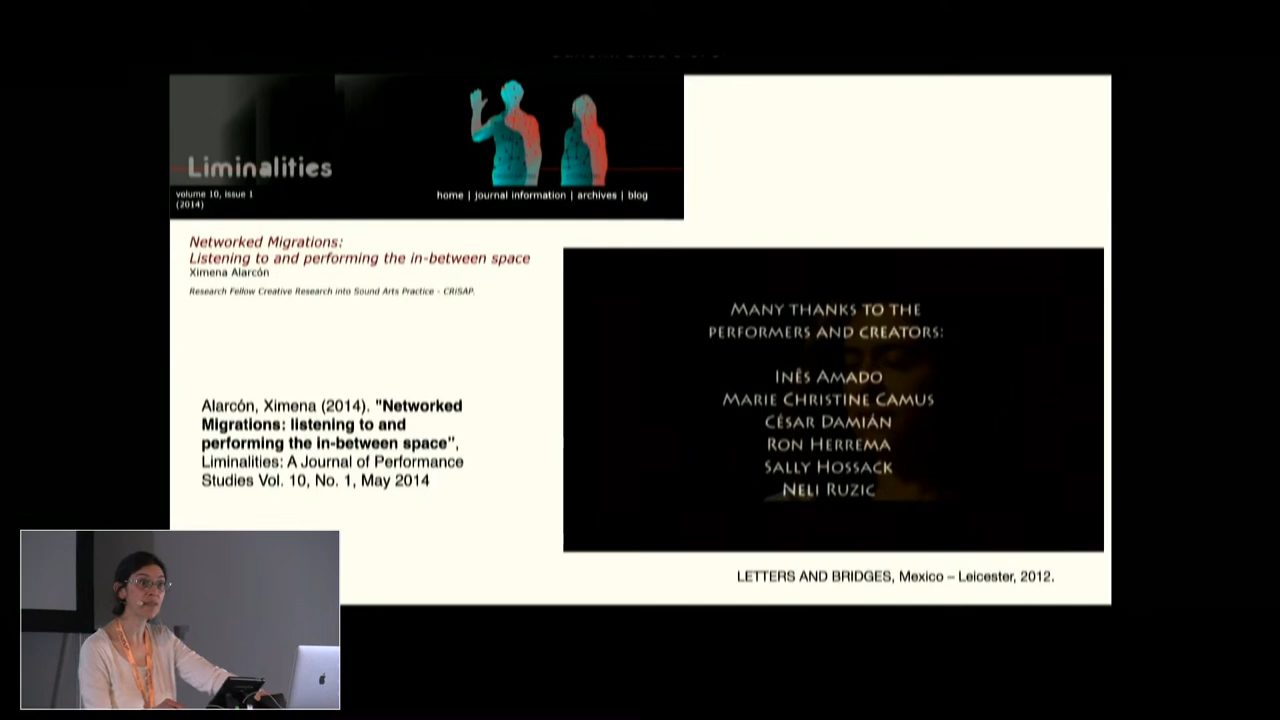 Liminalities
volume 10, issue 1
(2014)
home | journal information | archives | blog
Networked Migrations:
Listening to and performing the in-between space
Ximena Alarcón
Research Fellow Creative Research into Sound Arts Practice - CRiSAP.
Alarcón, Ximena (2014). "Networked
Migrations: listening to and
performing the in-between space",
Liminalities: A Journal of Performance
Studies Vol. 10, No. 1, May 2014
MANY THANKS TO THE
PERFORMERS AND CREATORS:
INÊS AMADO
MARIE CHRISTINE CAMUS
CÉSAR DAMIÁN
RON HERREMA
SALLY HOSSACK
NELI RUZIC
LETTERS AND BRIDGES, Mexico – Leicester, 2012.